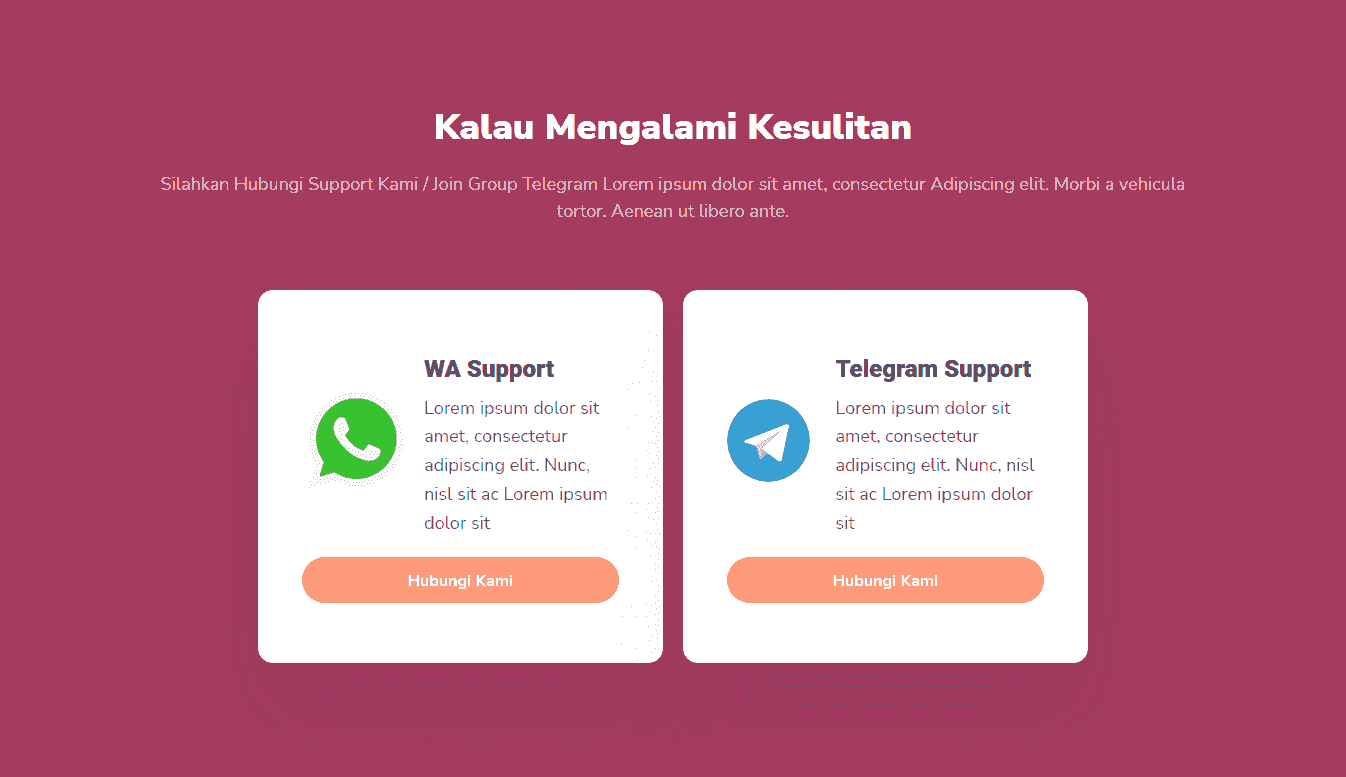 Kalau Mengalami Kesulitan
Silahkan Hubungi Support Kami / Join Group Telegram Lorem ipsum dolor sit amet, consectetur Adipiscing elit. Morbi a vehicula
tortor. Aenean ut libero ante.
WA Support
Lorem ipsum dolor sit
amet, consectetur
adipiscing elit. Nunc,
nisl sit ac Lorem ipsum
dolor sit
Hubungi Kami
Telegram Support
Lorem ipsum dolor sit
amet, consectetur
adipiscing elit. Nunc, nisl
sit ac Lorem ipsum dolor
sit
Hubungi Kami